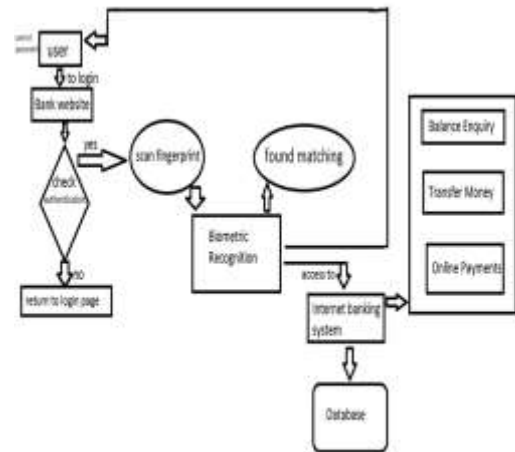 user
to login
Bank website
yes
scan fingerprint
found matching
check
authentication
no
return to login page
Biometric
Recognition
access to
Internet banking
system
Database
Balance Enquiry
Transfer Money
Online Payments